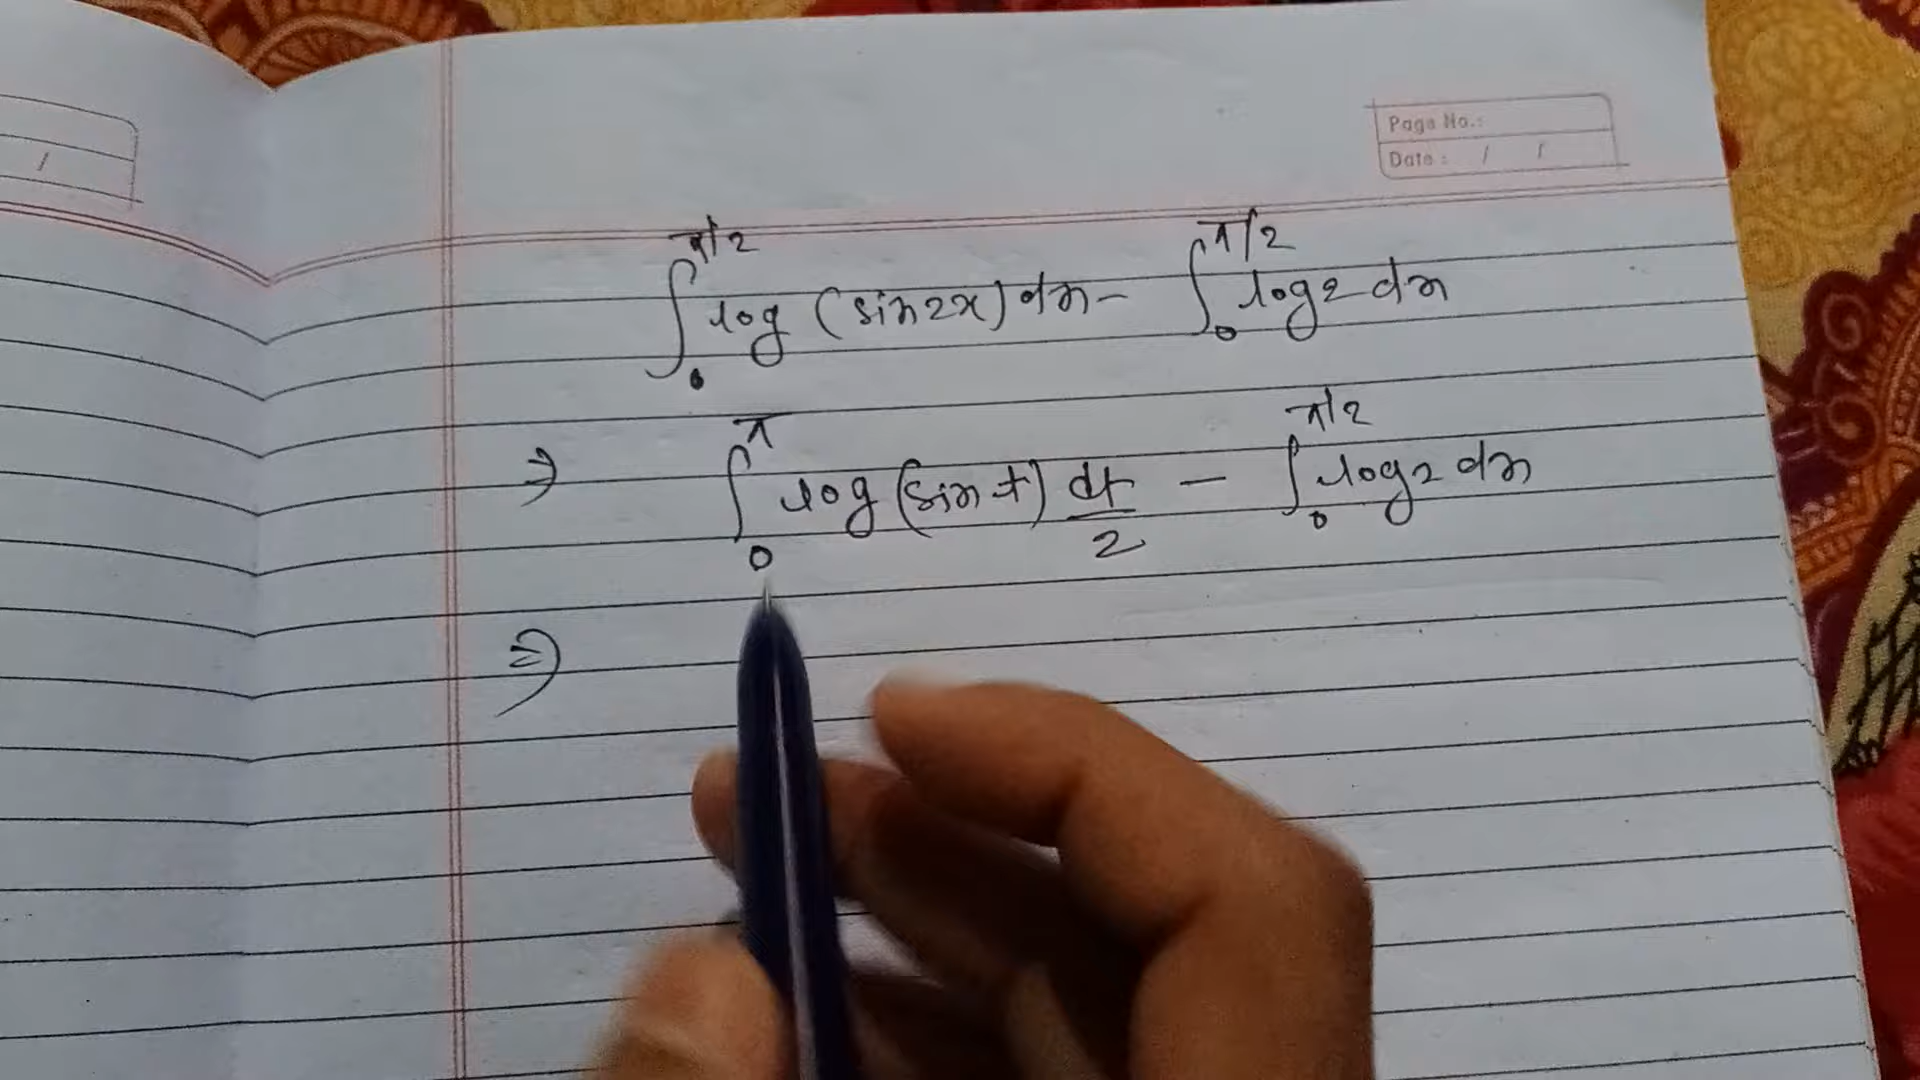 /
Page No.:
Date : / /
∫₀^{π/2} log (sin2x) dx - ∫₀^{π/2} log2 dx
⇒ ∫₀^{π} log (sin t) dt/2 - ∫₀^{π/2} log2 dx
⇒